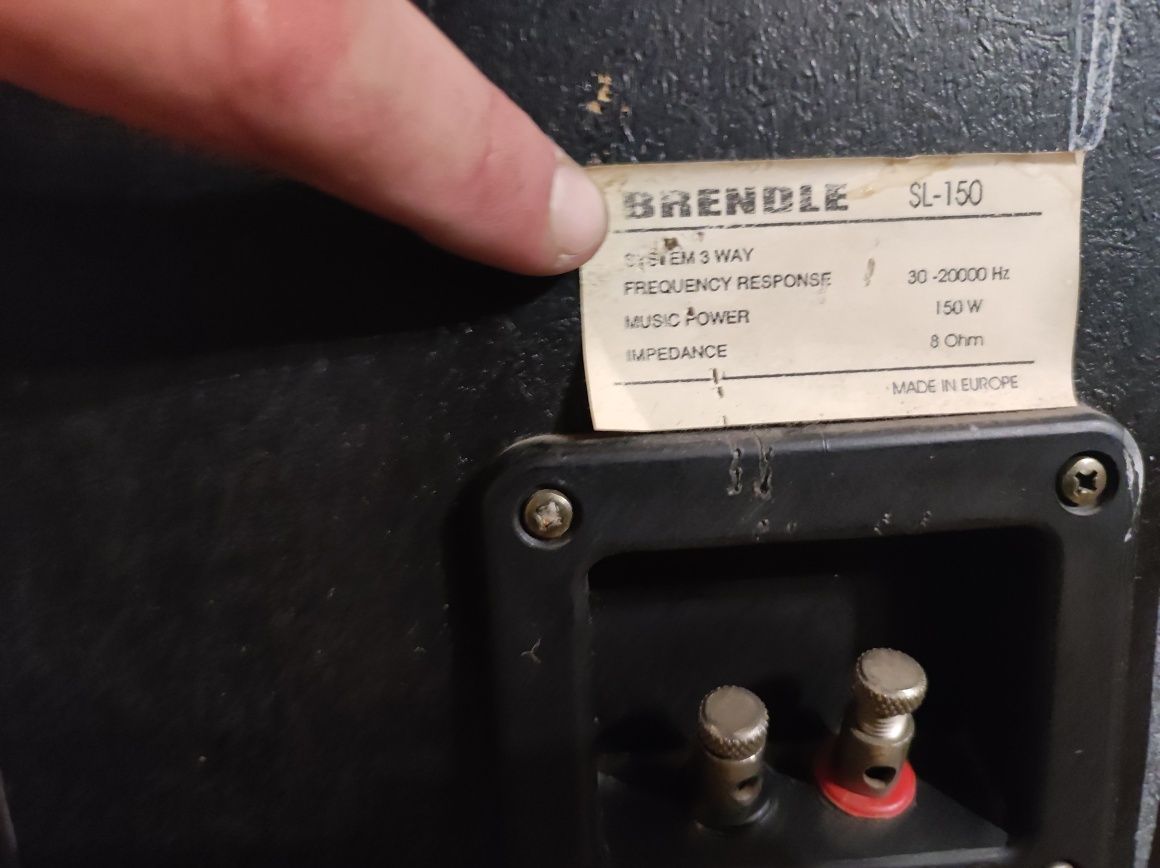 BRENDLE SL-150
SYSTEM 3 WAY
FREQUENCY RESPONSE 30 -20000 Hz
MUSIC POWER 150 W
IMPEDANCE 8 Ohm
MADE IN EUROPE